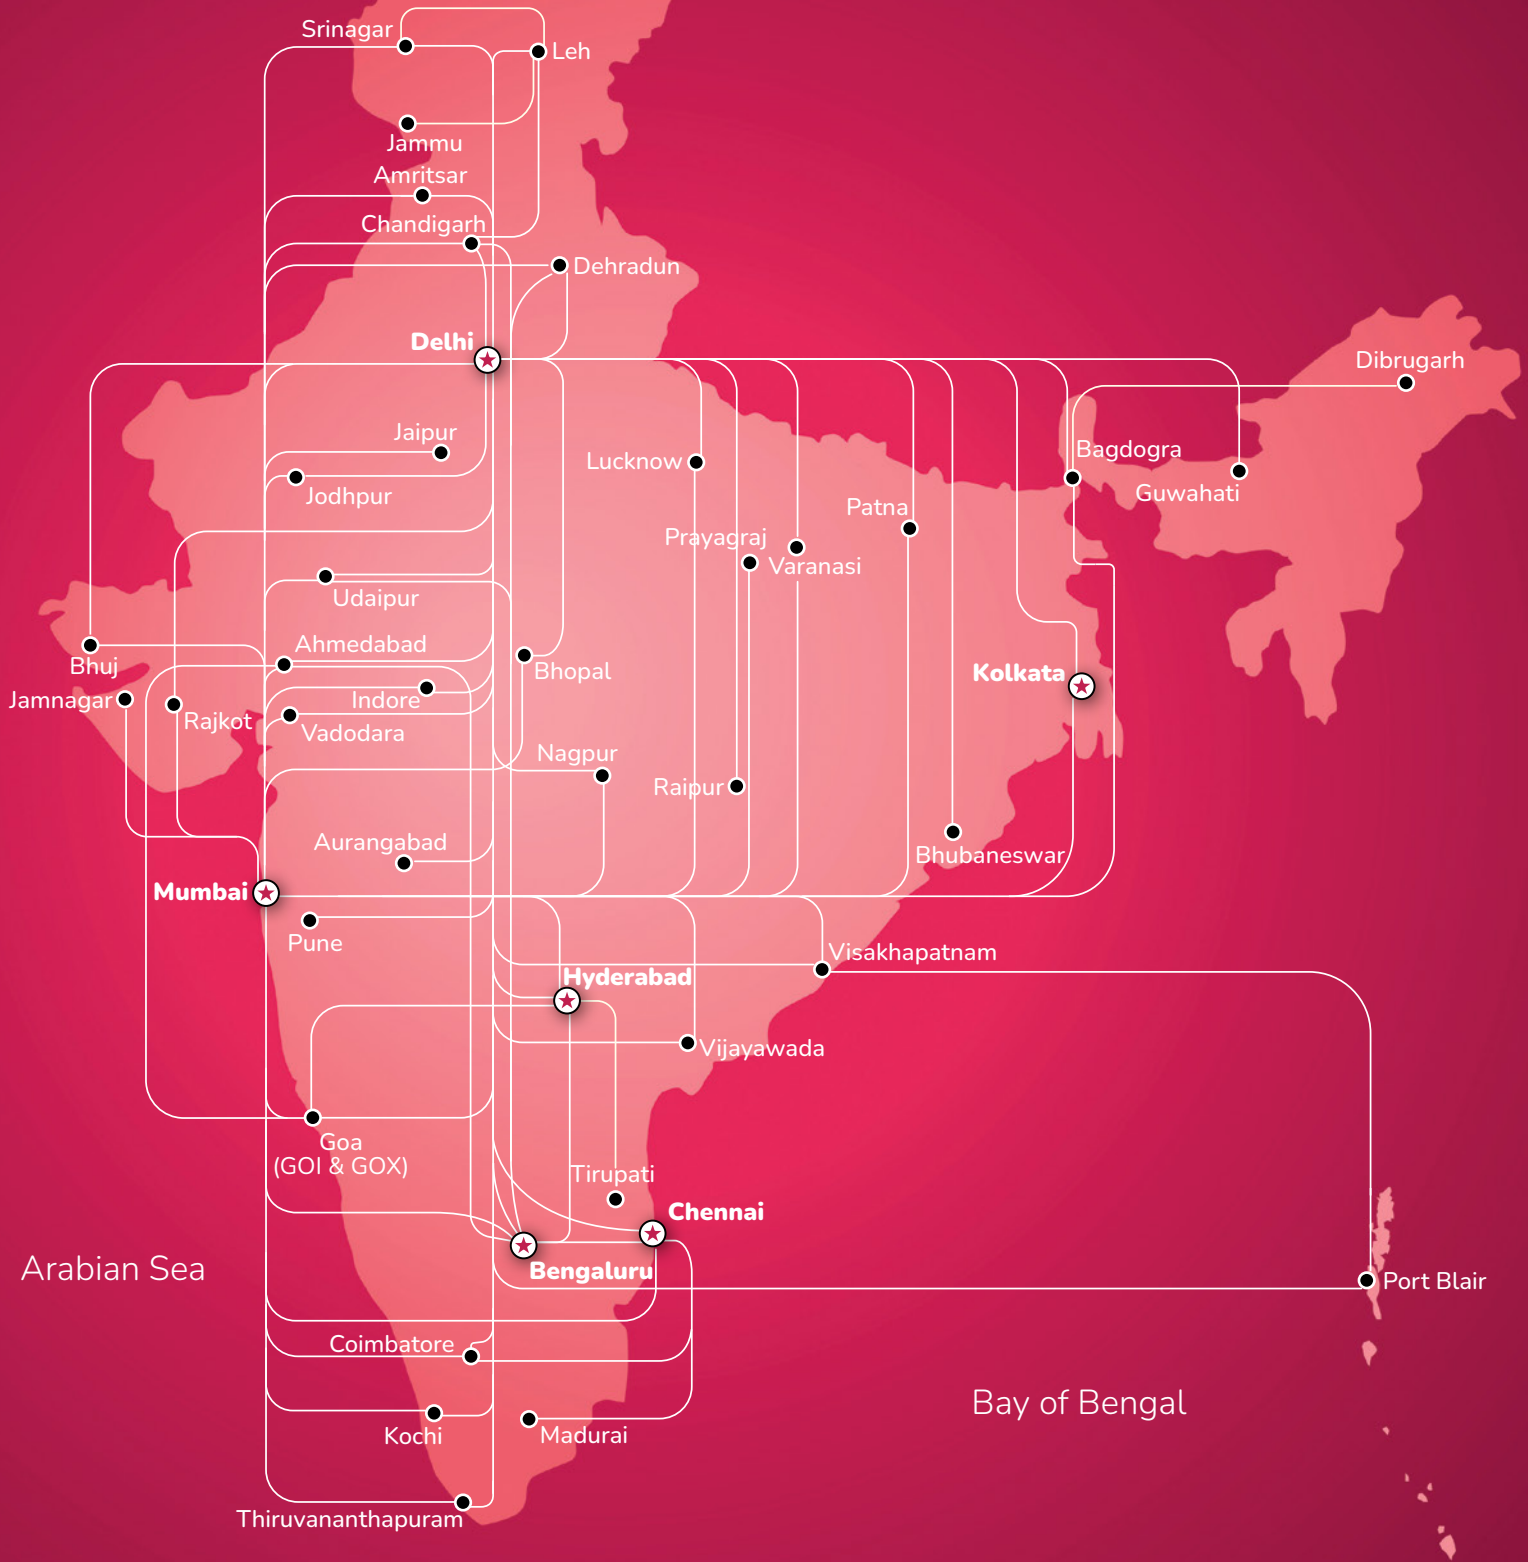 Srinagar
Leh
Jammu
Amritsar
Chandigarh
Dehradun
Delhi
Dibrugarh
Jaipur
Bagdogra
Lucknow
Guwahati
Jodhpur
Patna
Prayagraj
Varanasi
Udaipur
Ahmedabad
Bhuj
Bhopal
Kolkata
Jamnagar
Indore
Rajkot
Vadodara
Nagpur
Raipur
Aurangabad
Bhubaneswar
Mumbai
Pune
Visakhapatnam
Hyderabad
Vijayawada
Goa
(GOI & GOX)
Tirupati
Chennai
Arabian Sea
Bengaluru
Port Blair
Coimbatore
Bay of Bengal
Kochi
Madurai
Thiruvananthapuram